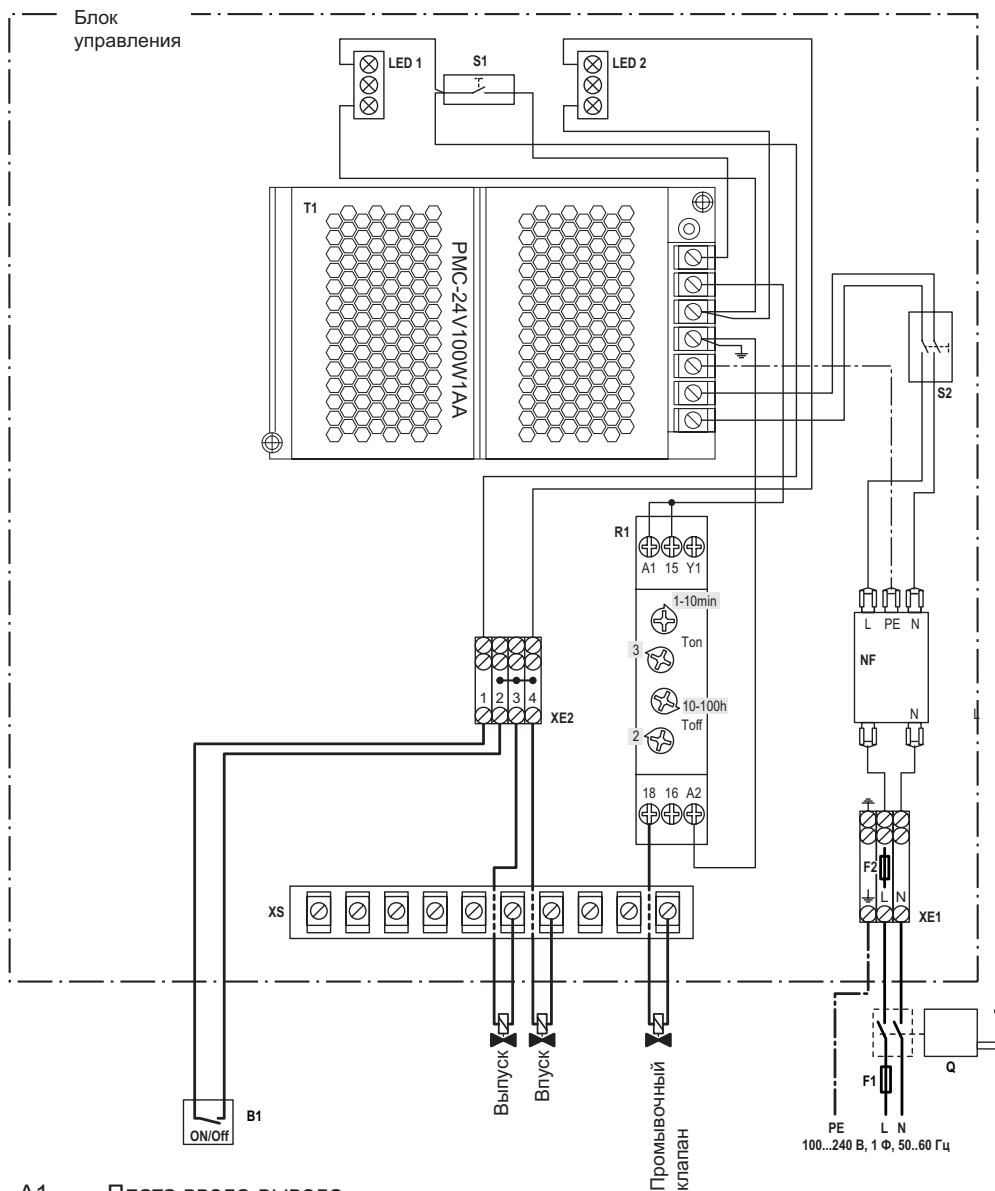 Блок
управления
LED 1
S1
LED 2
T1
PMC-24V100W1AA
S2
R1
A1 15 Y1
1-10min
Ton
3
10-100h
Toff
2
18 16 A2
L PE N
NF
N
L
1 2 3 4
XE2
F2
L N
XE1
XS
Выпуск
Впуск
Промывочный
клапан
B1
ON/Off
Q
F1
PE L N
100...240 В, 1 Ф, 50..60 Гц